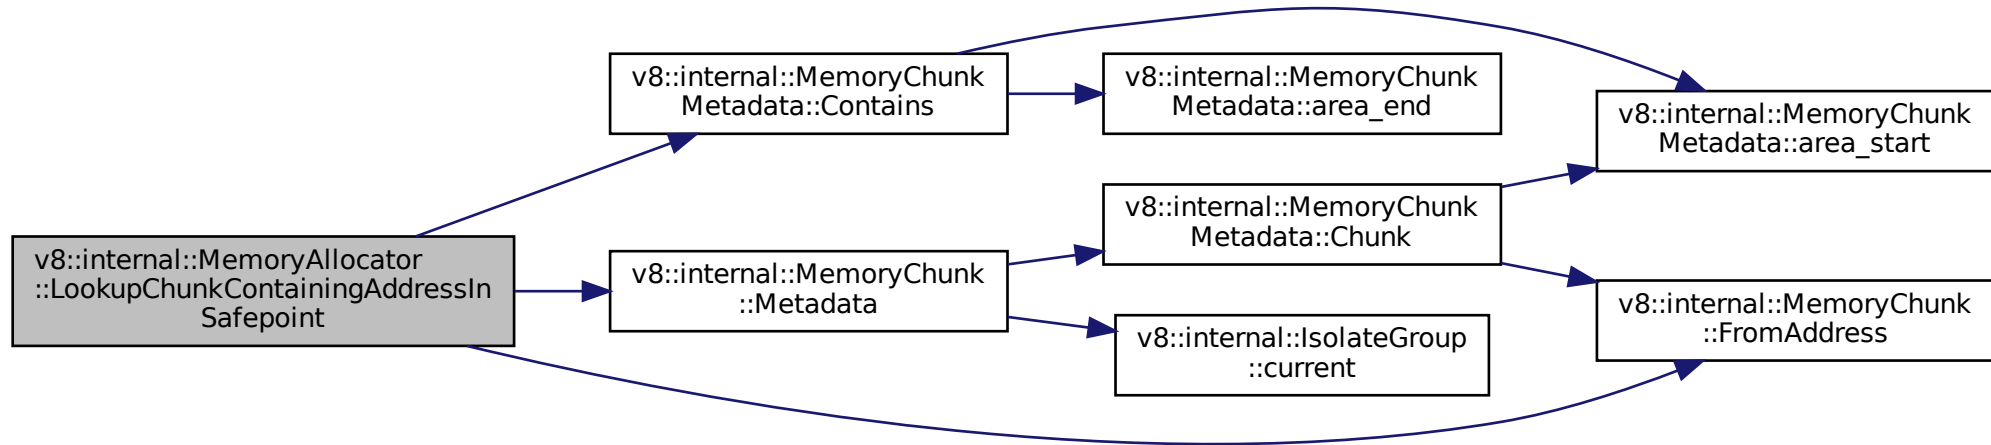 v8::internal::MemoryAllocator
::LookupChunkContainingAddressIn
Safepoint
v8::internal::MemoryChunk
Metadata::Contains
v8::internal::MemoryChunk
Metadata::area_end
v8::internal::MemoryChunk
Metadata::area_start
v8::internal::MemoryChunk
::Metadata
v8::internal::MemoryChunk
Metadata::Chunk
v8::internal::IsolateGroup
::current
v8::internal::MemoryChunk
::FromAddress